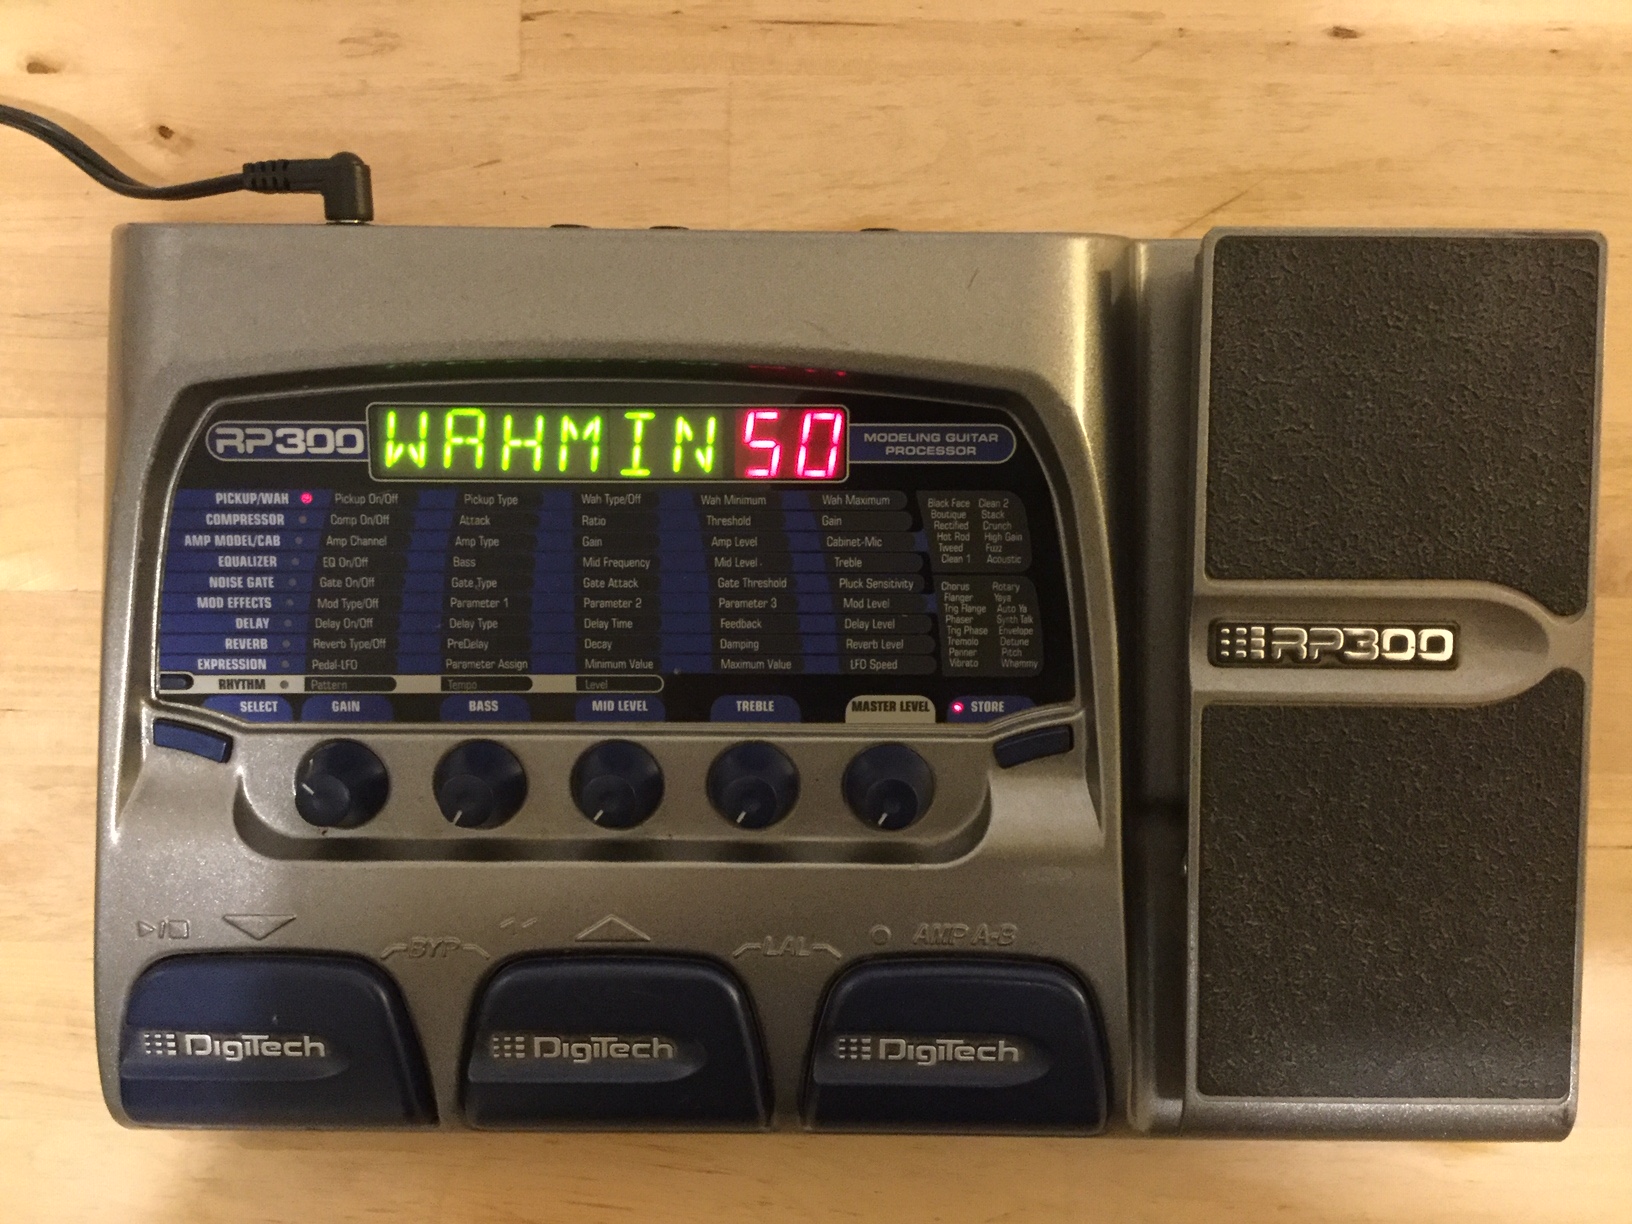 WAHMIN 50
RP300
MODELING GUITAR
PROCESSOR
PICKUP/WAH Pickup On/Off Pickup Type Wah Type/Off Wah Minimum Wah Maximum
COMPRESSOR Comp On/Off Attack Ratio Threshold Gain
AMP MODEL/CAB Amp Channel Amp Type Gain Amp Level Cabinet-Mic
EQUALIZER EQ On/Off Bass Mid Frequency Mid Level Treble
NOISE GATE Gate On/Off Gate Type Gate Attack Gate Threshold Pluck Sensitivity
MOD EFFECTS Mod Type/Off Parameter 1 Parameter 2 Parameter 3 Mod Level
DELAY Delay On/Off Delay Type Delay Time Feedback Delay Level
REVERB Reverb Type/Off PreDelay Decay Damping Reverb Level
EXPRESSION Pedal-LFO Parameter Assign Minimum Value Maximum Value LFO Speed
RHYTHM Pattern Tempo Level
Black Face Clean 2
Boutique Stack
Rectified Crunch
Hot Rod High Gain
Tweed Fuzz
Clean 1 Acoustic
Chorus Rotary
Flanger Yaya
Trig Flange Auto Ya
Phaser Synth Talk
Trig Phase Envelope
Tremolo Detune
Panner Pitch
Vibrato Whammy
SELECT GAIN BASS MID LEVEL TREBLE MASTER LEVEL STORE
RP300
BYP LAL AMP A-B
DigiTech DigiTech DigiTech